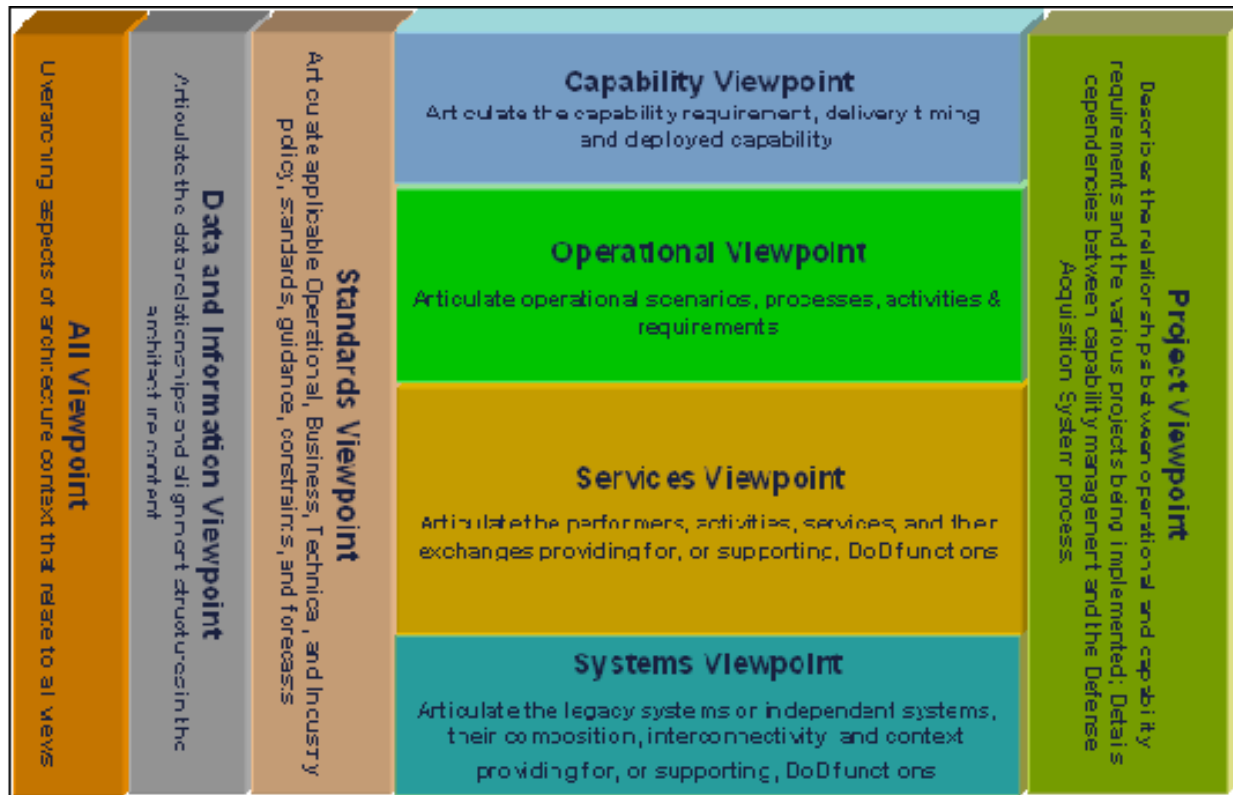 All Viewpoint
Overarching aspects of architecture context that relate to all views
Data and Information Viewpoint
Articulate the data relationships and alignment structures in the
architecture content
Standards Viewpoint
Articulate applicable Operational, Business, Technical, and Industry
policy, standards, guidance, constraints, and forecasts
Capability Viewpoint
Articulate the capability requirement, delivery timing
and deployed capability
Operational Viewpoint
Articulate operational scenarios, processes, activities &
requirements
Services Viewpoint
Articulate the performers, activities, services, and their
exchanges providing for, or supporting, DoD functions
Systems Viewpoint
Articulate the legacy systems or independent systems,
their composition, interconnectivity, and context
providing for, or supporting, DoD functions
Project Viewpoint
Describes the relationships between operational and capability
requirements and the various projects being implemented; Details
dependencies between capability management and the Defense
Acquisition System process.